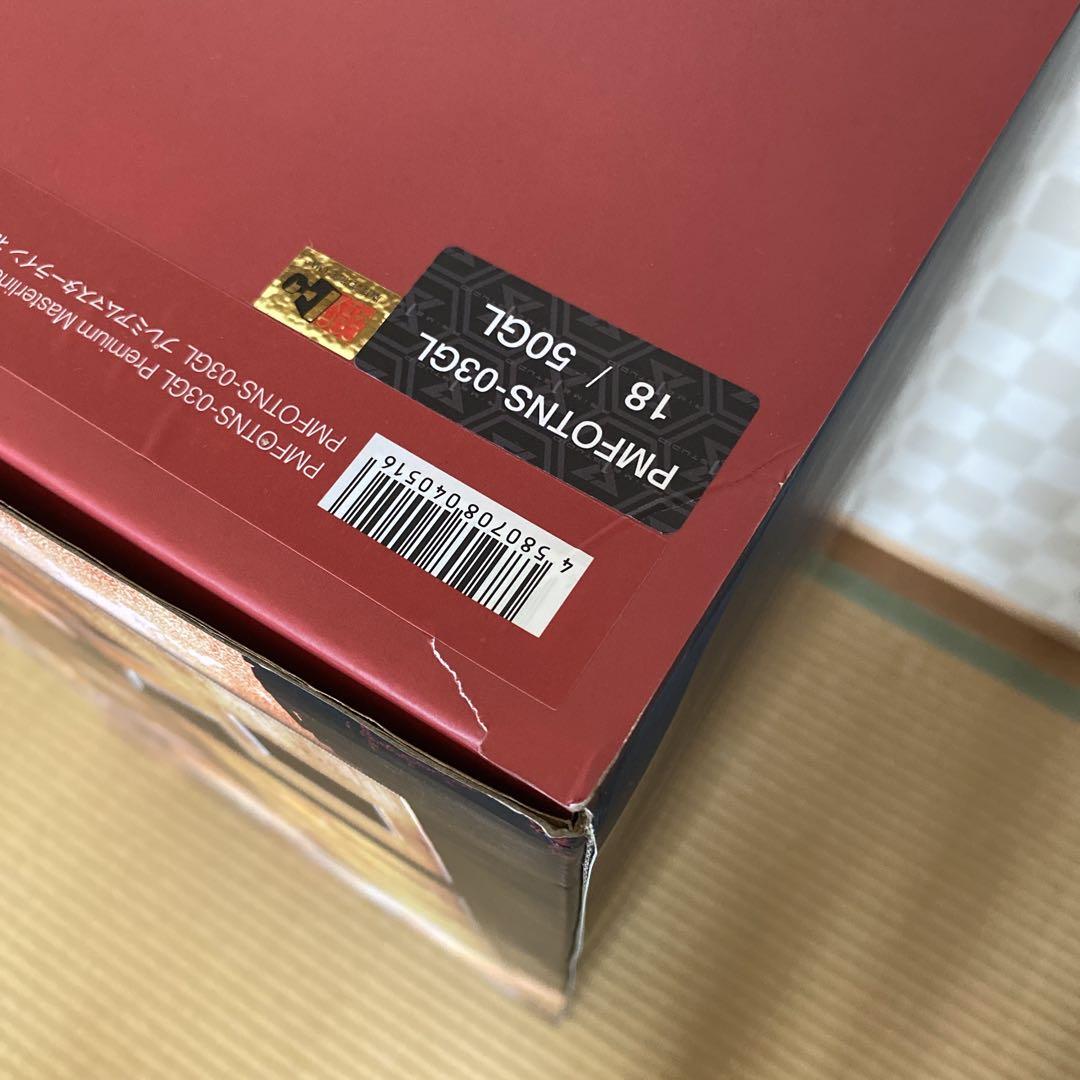 PMFOTNS-03GL
18 / 50GL
PMFOTNS-03GL Premium Masterline
PMFOTNS-03GL プレミアムマスターライン
4 580708 040516